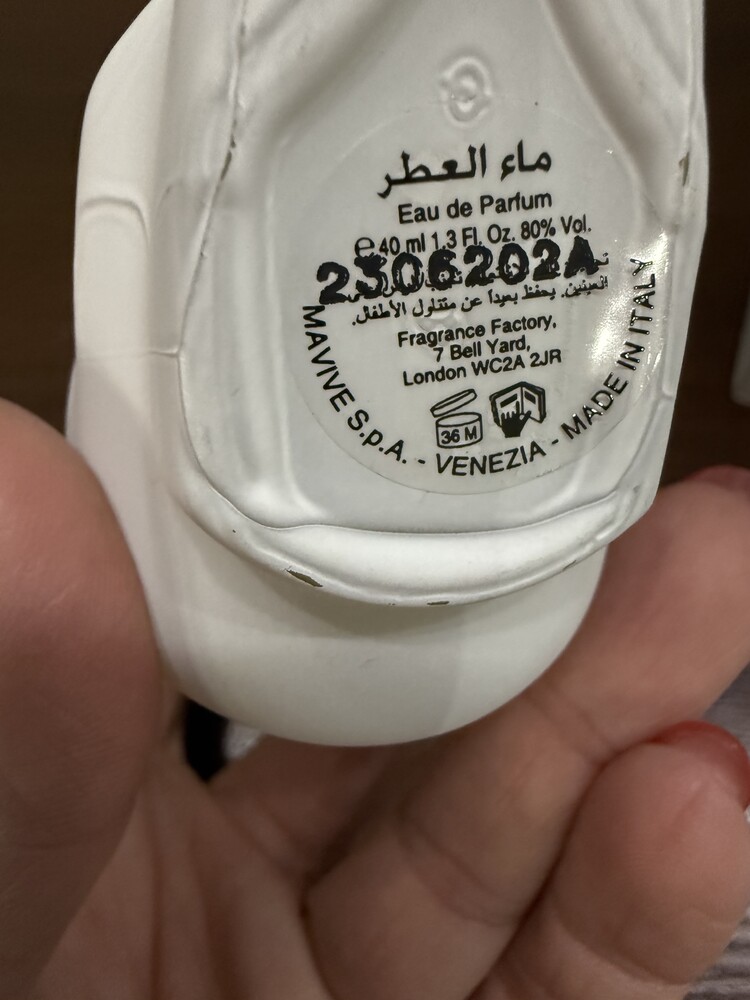 ماء العطر
Eau de Parfum
℮ 40 ml 1.3 Fl. Oz. 80% Vol.
2306202A
العينين. يحفظ بعيداً عن متناول الأطفال.
Fragrance Factory,
7 Bell Yard,
London WC2A 2JR
36 M
MAVIVE S.p.A. - VENEZIA - MADE IN ITALY